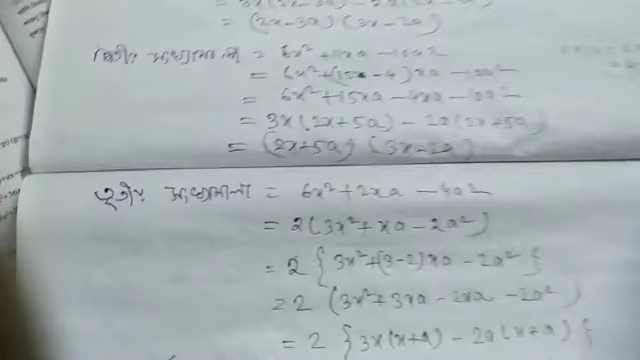 = (2x-3a) (3x-2a)
দ্বিতীয় = 6x²+11xa-10a²
= 6x²+(15-4)xa-10a²
= 6x²+15xa-4xa-10a²
= 3x(2x+5a)-2a(2x+5a)
= (2x+5a) (3x-2a)
তৃতীয় = 6x²+2xa-4a²
= 2(3x²+xa-2a²)
= 2{3x²+(3-2)xa-2a²}
= 2 (3x²+3xa-2xa-2a²)
= 2 {3x(x+a)-2a(x+a)}